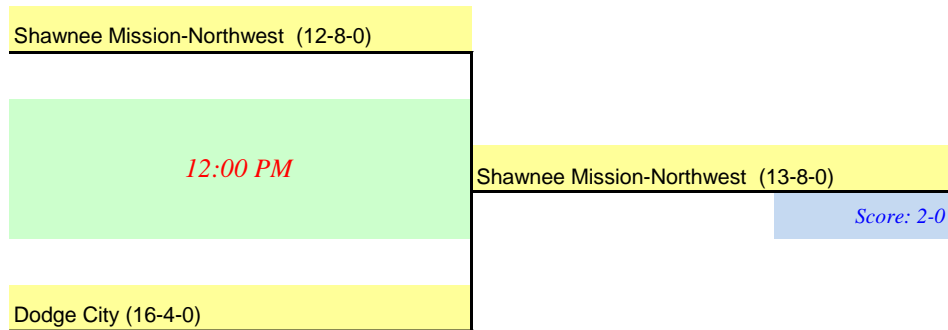 Shawnee Mission-Northwest  (12-8-0)
12:00 PM
Shawnee Mission-Northwest  (13-8-0)
Score: 2-0
Dodge City (16-4-0)